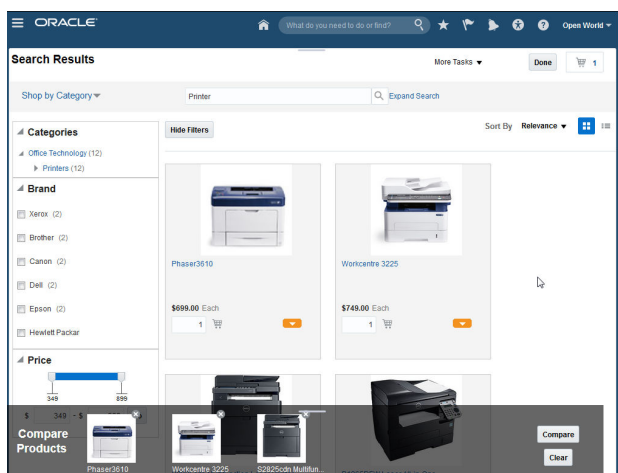 ORACLE
What do you need to do or find?
Open World
Search Results
More Tasks
Done
1
Shop by Category
Printer
Expand Search
Categories
Office Technology (12)
Printers (12)
Brand
Xerox (2)
Brother (2)
Canon (2)
Dell (2)
Epson (2)
Hewlett Packar
Price
349 899
$ 349 - $
Hide Filters
Sort By Relevance
Phaser3610
$699.00 Each
1
Workcentre 3225
$749.00 Each
1
Compare
Products
Phaser3610
Workcentre 3225
S2825cdn Multifun...
Compare
Clear